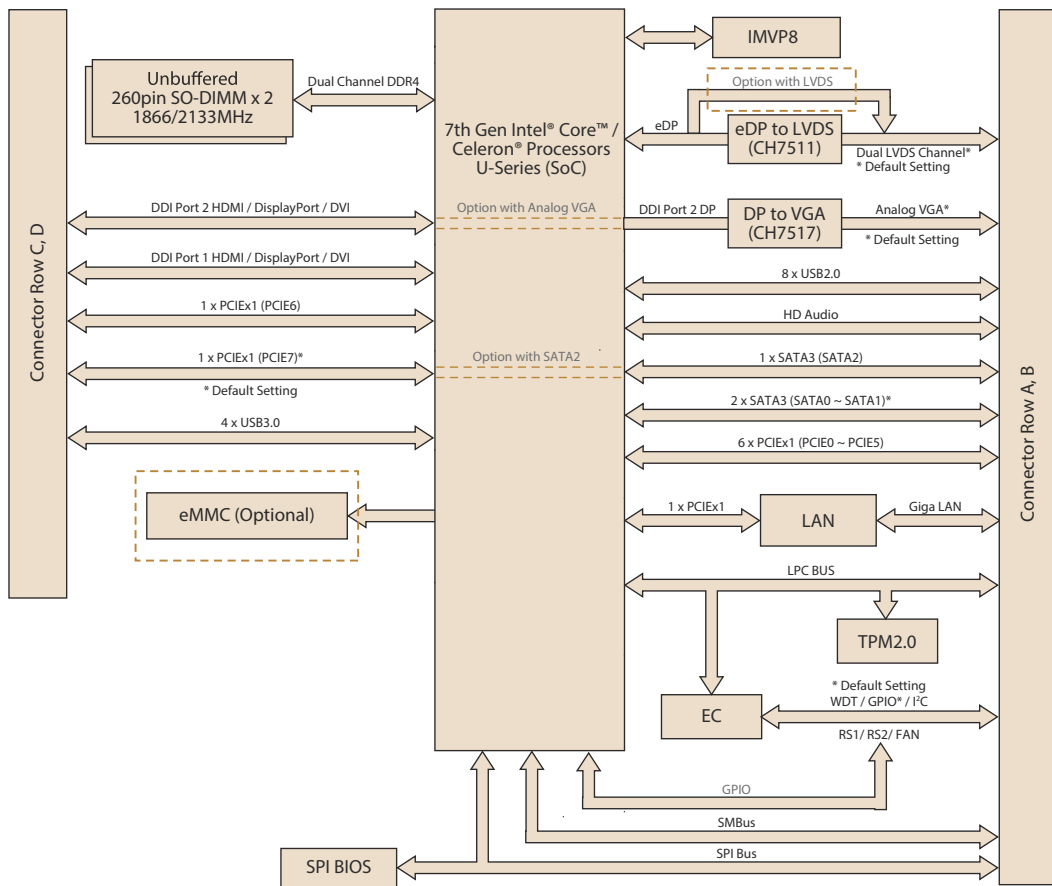 Connector Row C, D
Unbuffered
260pin SO-DIMM x 2
1866/2133MHz
Dual Channel DDR4
7th Gen Intel® Core™ /
Celeron® Processors
U-Series (SoC)
IMVP8
Option with LVDS
eDP
eDP to LVDS
(CH7511)
Dual LVDS Channel*
* Default Setting
DDI Port 2 HMI / DisplayPort / DVI
Option with Analog VGA
DDI Port 2 DP
DP to VGA
(CH7517)
Analog VGA*
* Default Setting
DDI Port 1 HDMI / DisplayPort / DVI
8 x USB2.0
1 x PCIEx1 (PCIE6)
HD Audio
1 x PCIEx1 (PCIE7)*
* Default Setting
Option with SATA2
1 x SATA3 (SATA2)
2 x SATA3 (SATA0 ~ SATA1)*
4 x USB3.0
6 x PCIEx1 (PCIE0 ~ PCIE5)
eMMC (Optional)
1 x PCIEx1
LAN
Giga LAN
LPC BUS
TPM2.0
EC
* Default Setting
WDT / GPIO* / I²C
RS1/ RS2/ FAN
GPIO
SMBus
SPI Bus
SPI BIOS
Connector Row A, B